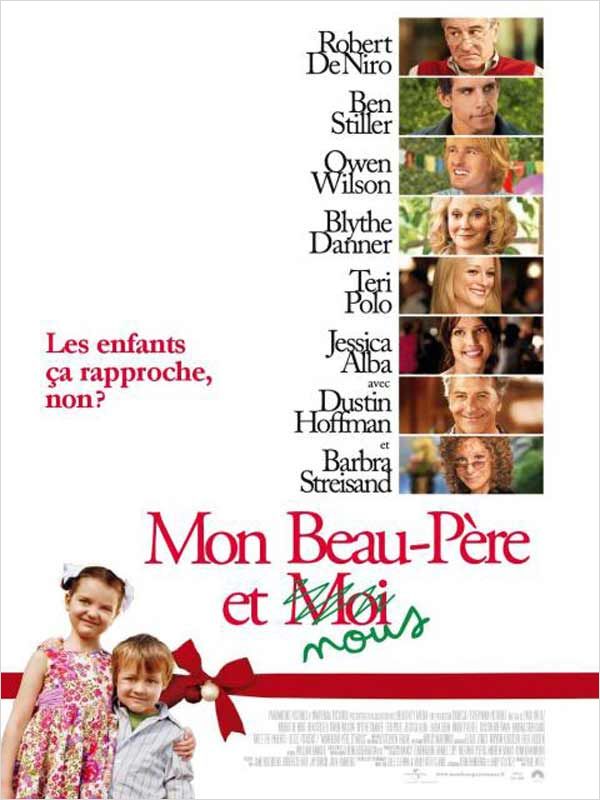 Robert
De Niro
Ben
Stiller
Owen
Wilson
Blythe
Danner
Teri
Polo
Jessica
Alba
avec
Dustin
Hoffman
et
Barbra
Streisand
Les enfants
ça rapproche,
non?
Mon Beau-Père
et Moi
nous